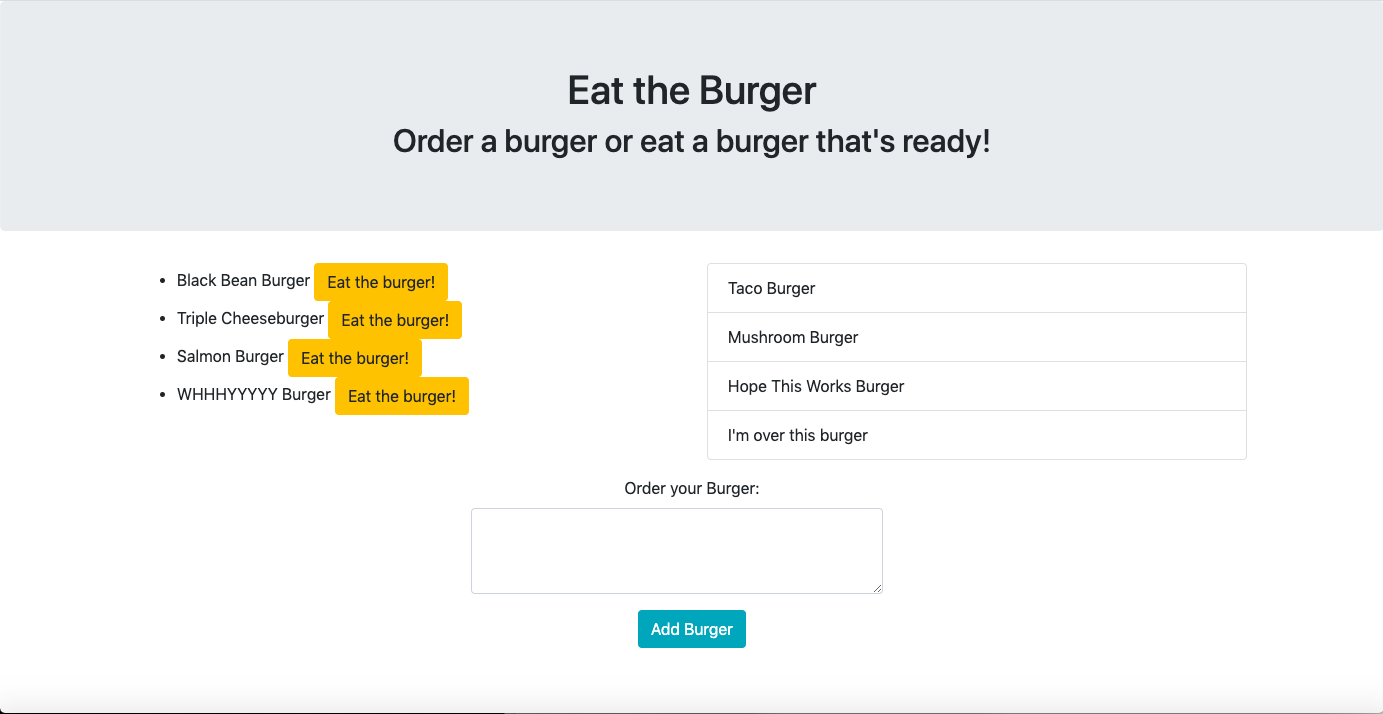 Eat the Burger
Order a burger or eat a burger that's ready!
Black Bean Burger Eat the burger!
Triple Cheeseburger Eat the burger!
Salmon Burger Eat the burger!
WHHHYYYYY Burger Eat the burger!
Taco Burger
Mushroom Burger
Hope This Works Burger
I'm over this burger
Order your Burger:
Add Burger